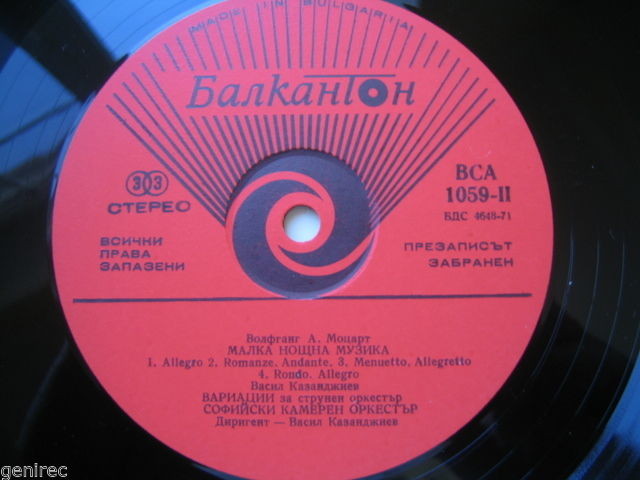 MADE IN BULGARIA
Балкантон
33
СТЕРЕО
ВСА
1059-II
БДС 4648-71
ВСИЧКИ
ПРАВА
ЗАПАЗЕНИ
ПРЕЗАПИСЪТ
ЗАБРАНЕН
Волфганг А. Моцарт
МАЛКА НОЩНА МУЗИКА
1. Allegro 2. Romanze. Andante. 3. Menuetto. Allegretto
4. Rondo. Allegro
Васил Казанджиев
ВАРИАЦИИ за струнен оркестър
СОФИЙСКИ КАМЕРЕН ОРКЕСТЪР
Диригент — Васил Казанджиев
genirec